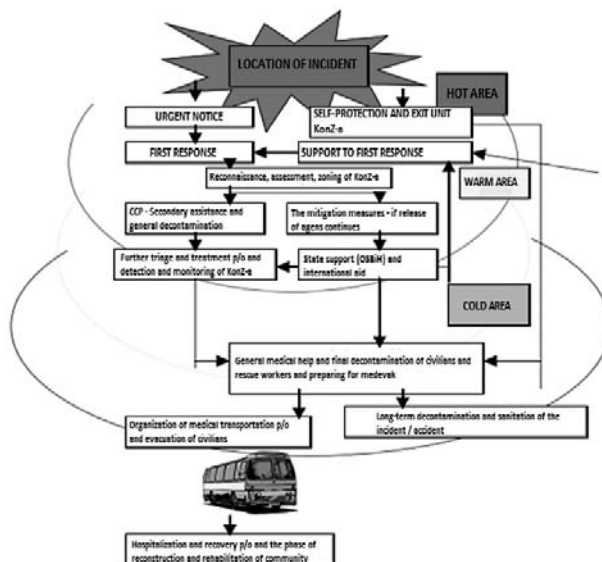 LOCATION OF INCIDENT
HOT AREA
URGENT NOTICE
SELF-PROTECTION AND EXIT UNIT
KonZ-a
FIRST RESPONSE
SUPPORT TO FIRST RESPONSE
Reconnaissance, assessment, zoning of KonZ-a
WARM AREA
CCP - Secondary assistance and
general decontamination
The mitigation measures - if release
of agens continues
Further triage and treatment p/o and
detection and monitoring of KonZ-a
State support (OSBiH) and
international aid
COLD AREA
General medical help and final decontamination of civilians and
rescue workers and preparing for medevak
Organization of medical transportation p/o
and evacuation of civilians
Long-term decontamination and sanitation of the
incident / accident
Hospitalization and recovery p/o and the phase of
reconstruction and rehabilitation of community